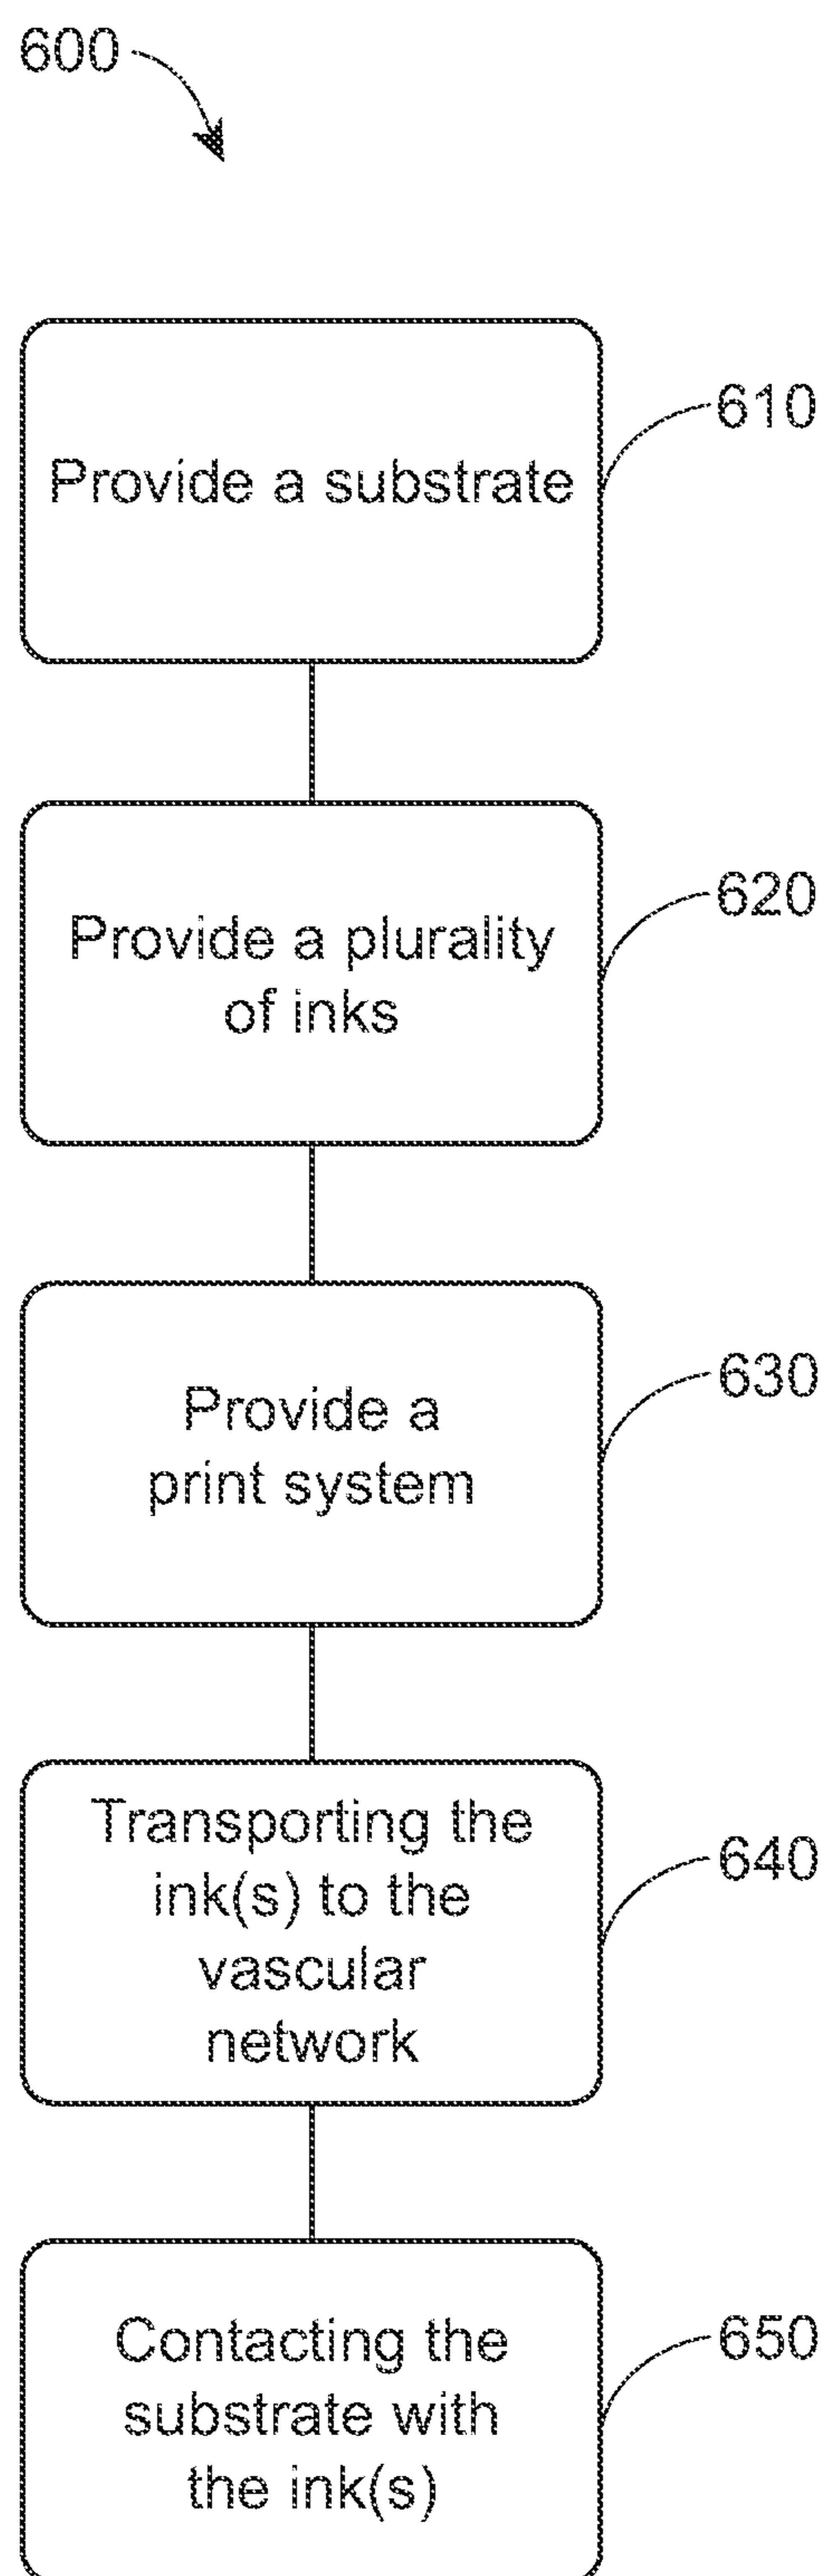 600
Provide a substrate
610
Provide a plurality
of inks
620
Provide a
print system
630
Transporting the
ink(s) to the
vascular
network
640
Contacting the
substrate with
the ink(s)
650